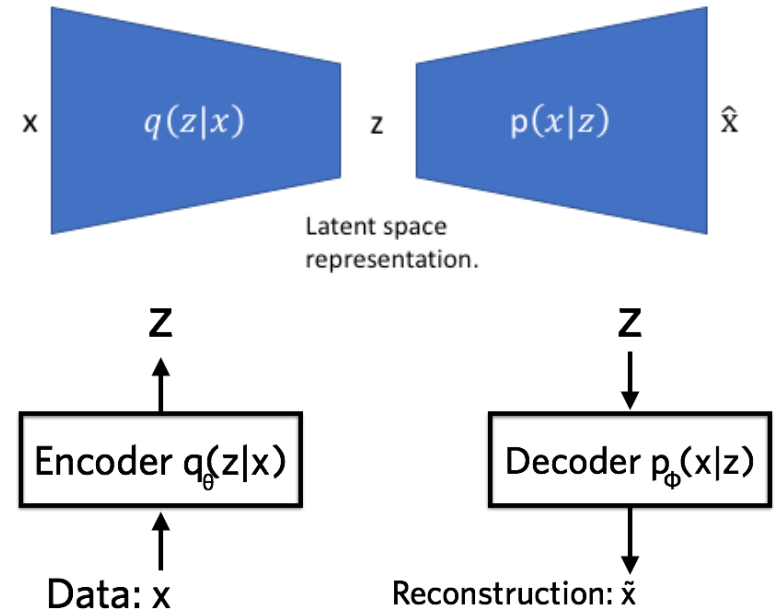 x q(z|x) z p(x|z) x̂
Latent space
representation.
z z
Encoder qθ(z|x) Decoder pϕ(x|z)
Data: x Reconstruction: x̃